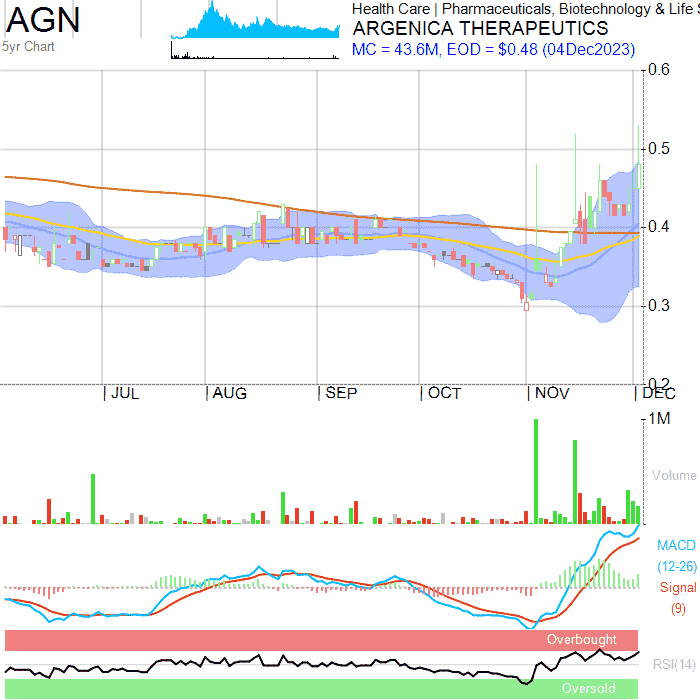 AGN
5yr Chart
Health Care | Pharmaceuticals, Biotechnology & Life S
ARGENICA THERAPEUTICS
MC = 43.6M, EOD = $0.48 (04Dec2023)
0.6
0.5
0.4
0.3
0.2
JUL AUG SEP OCT NOV DEC
1M
Volume
MACD
(12-26)
Signal
(9)
Overbought
RSI(14)
Oversold